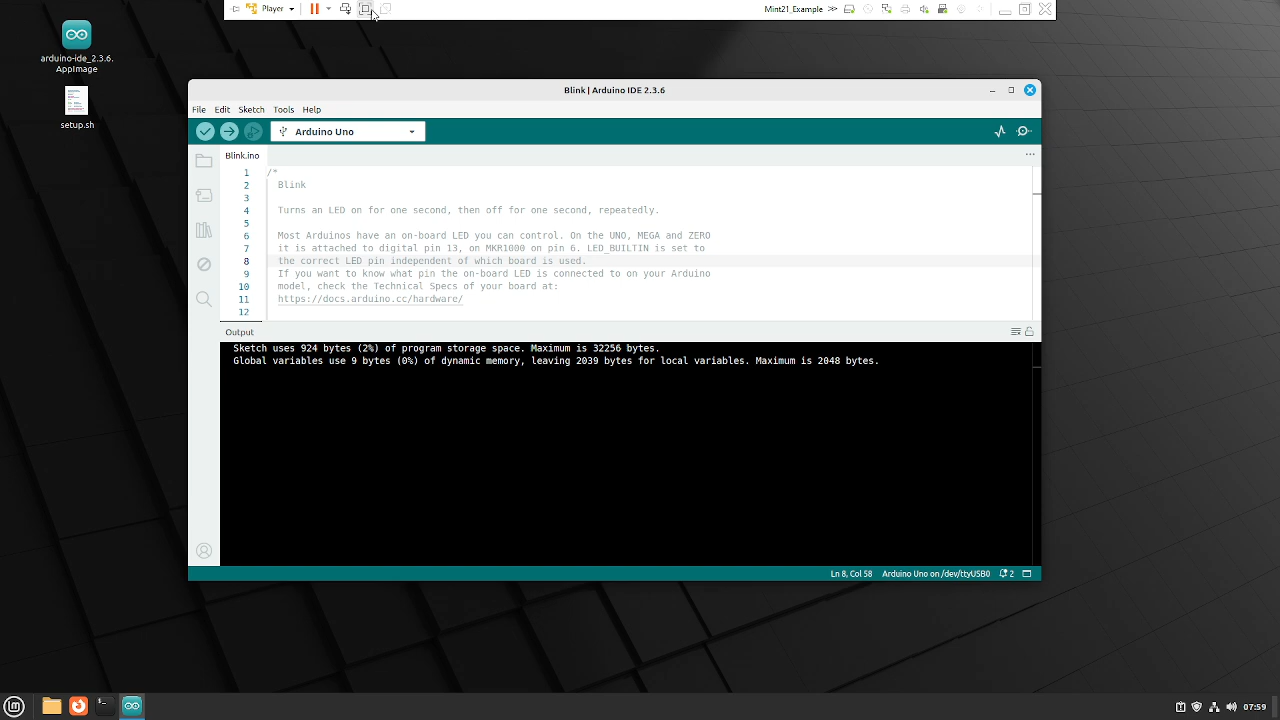 Player
Mint21_Example
arduino-ide_2.3.6.
AppImage
setup.sh
Blink | Arduino IDE 2.3.6
File Edit Sketch Tools Help
Arduino Uno
Blink.ino
1 /*
2 Blink
3
4 Turns an LED on for one second, then off for one second, repeatedly.
5
6 Most Arduinos have an on-board LED you can control. On the UNO, MEGA and ZERO
7 it is attached to digital pin 13, on MKR1000 on pin 6. LED_BUILTIN is set to
8 the correct LED pin independent of which board is used.
9 If you want to know what pin the on-board LED is connected to on your Arduino
10 model, check the Technical Specs of your board at:
11 https://docs.arduino.cc/hardware/
12
Output
Sketch uses 924 bytes (2%) of program storage space. Maximum is 32256 bytes.
Global variables use 9 bytes (0%) of dynamic memory, leaving 2039 bytes for local variables. Maximum is 2048 bytes.
Ln 8, Col 58 Arduino Uno on /dev/ttyUSB0 2
07:59